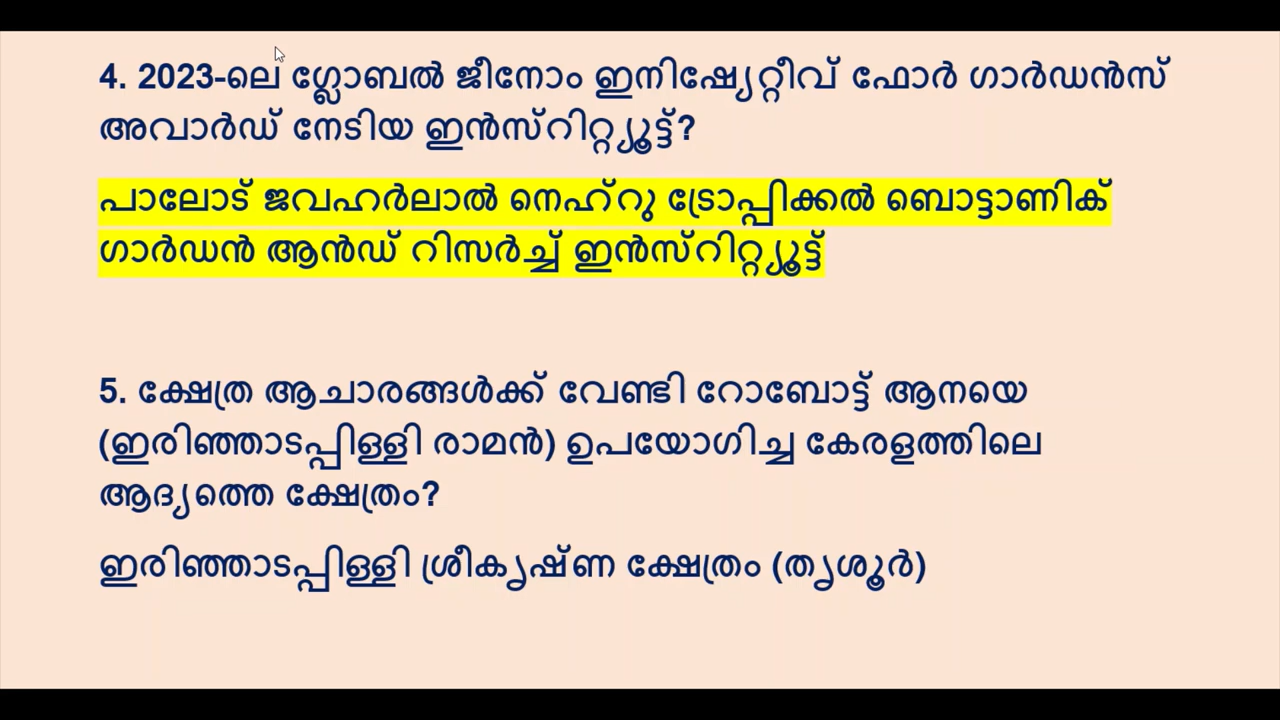 4. 2023-ലെ ഗ്ലോബൽ ജീനോം ഇനിഷ്യേറ്റീവ് ഫോർ ഗാർഡൻസ്
അവാർഡ് നേടിയ ഇൻസ്റിറ്റ്യൂട്ട്?
പാലോട് ജവഹർലാൽ നെഹ്റു ട്രോപ്പിക്കൽ ബൊട്ടാണിക്
ഗാർഡൻ ആൻഡ് റിസർച്ച് ഇൻസ്റിറ്റ്യൂട്ട്
5. ക്ഷേത്ര ആചാരങ്ങൾക്ക് വേണ്ടി റോബോട്ട് ആനയെ
(ഇരിഞ്ഞാടപ്പിള്ളി രാമൻ) ഉപയോഗിച്ച കേരളത്തിലെ
ആദ്യത്തെ ക്ഷേത്രം?
ഇരിഞ്ഞാടപ്പിള്ളി ശ്രീകൃഷ്ണ ക്ഷേത്രം (തൃശൂർ)